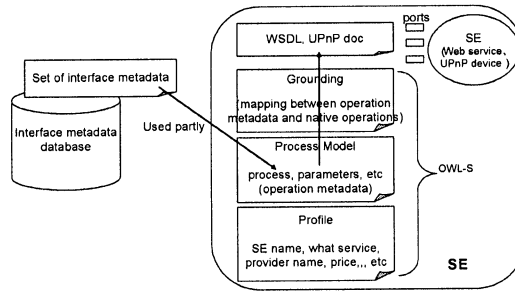 ports
WSDL, UPnP doc
SE
(Web service、
UPnP device)
Set of interface metadata
Grounding
(mapping between operation
metadata and native operations)
Interface metadata
database
Used partly
Process Model
process, parameters, etc
(operation metadata)
OWL-S
Profile
SE name, what service,
provider name, price,,, etc
SE